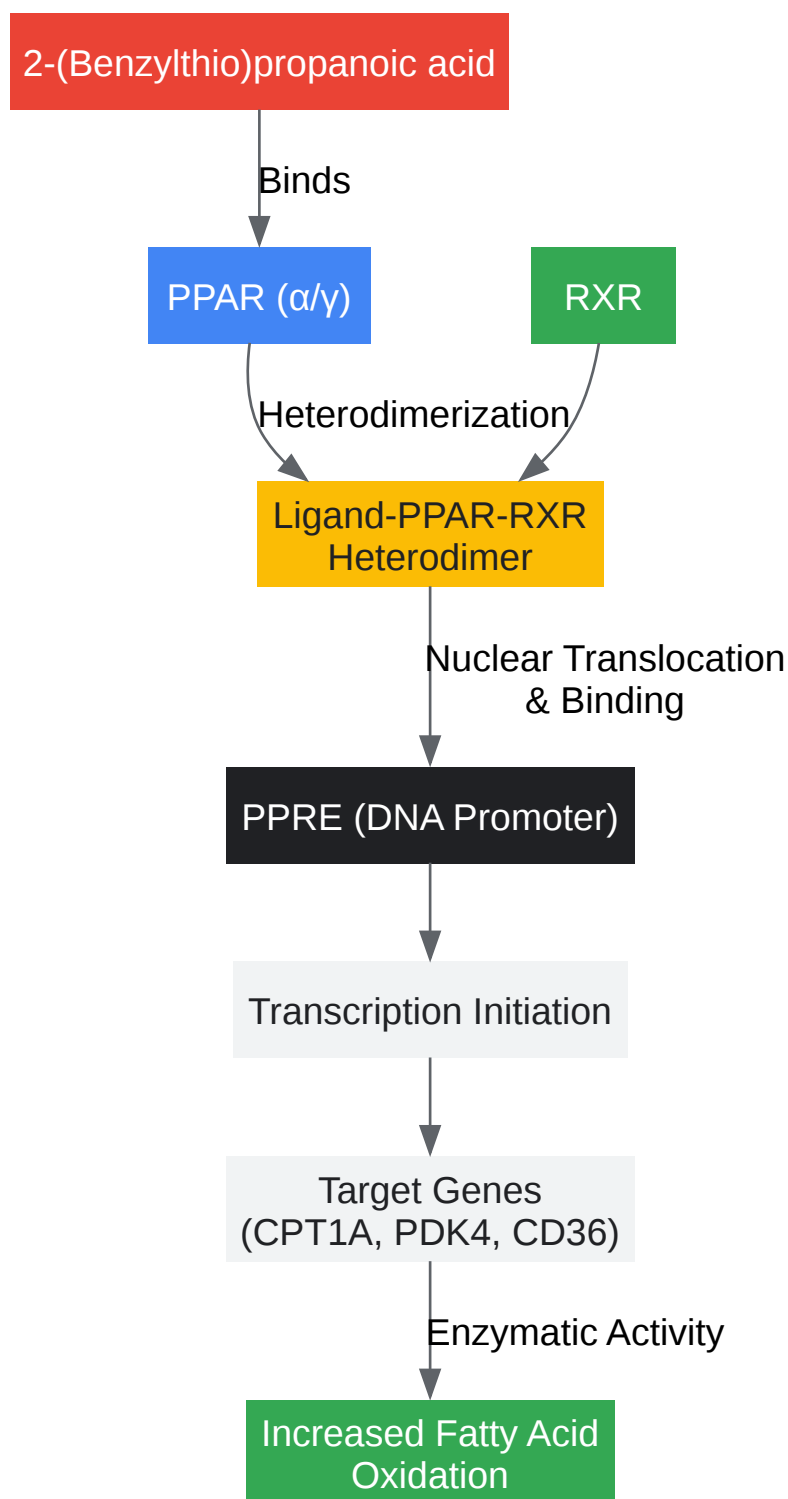 2-(Benzylthio)propanoic acid
Binds
PPAR (α/γ)
RXR
Heterodimerization
Ligand-PPAR-RXR
Heterodimer
Nuclear Translocation
& Binding
PPRE (DNA Promoter)
Transcription Initiation
Target Genes
(CPT1A, PDK4, CD36)
Enzymatic Activity
Increased Fatty Acid
Oxidation